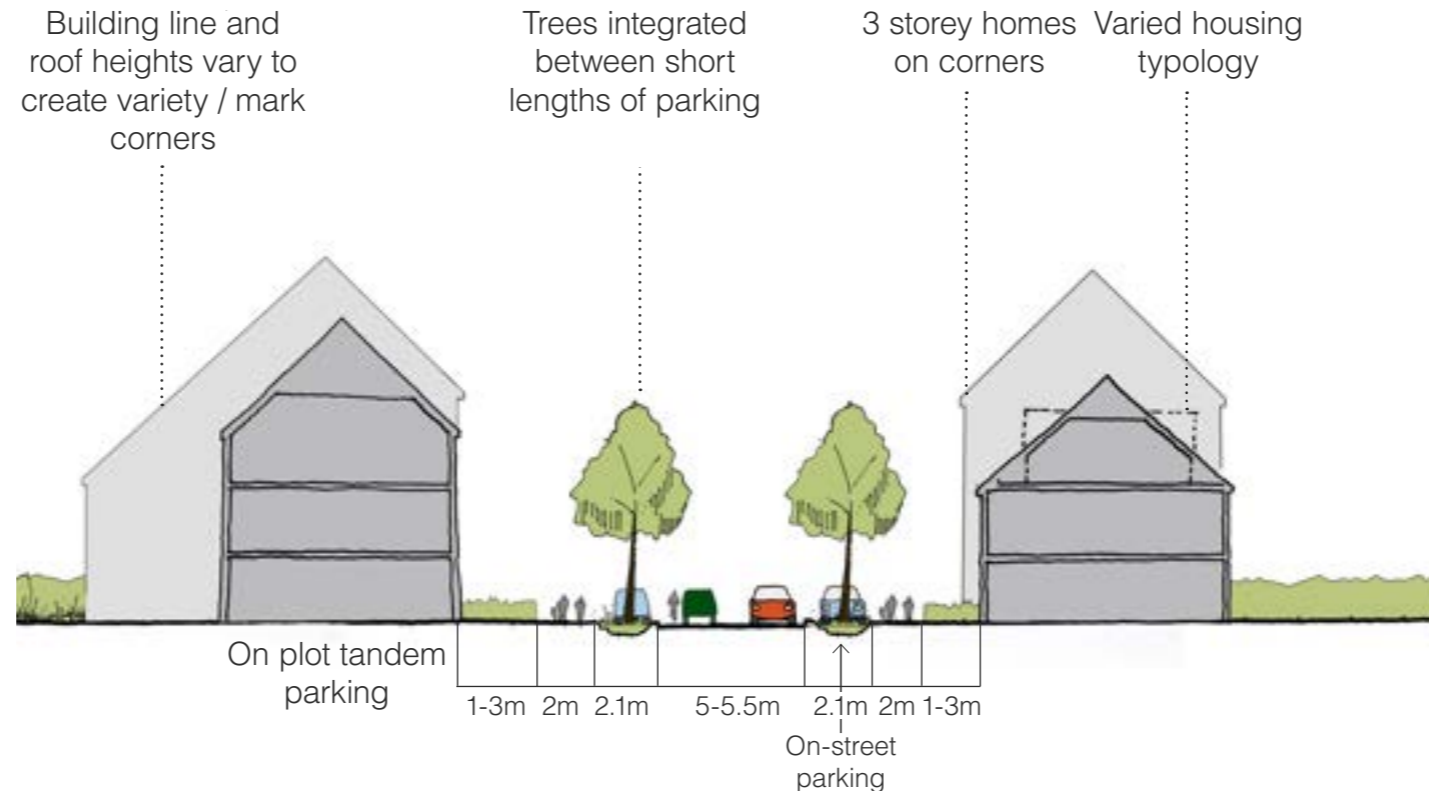 Building line and
roof heights vary to
create variety / mark
corners
Trees integrated
between short
lengths of parking
3 storey homes
on corners
Varied housing
typology
On plot tandem
parking
1-3m 2m 2.1m 5-5.5m 2.1m 2m 1-3m
On-street
parking